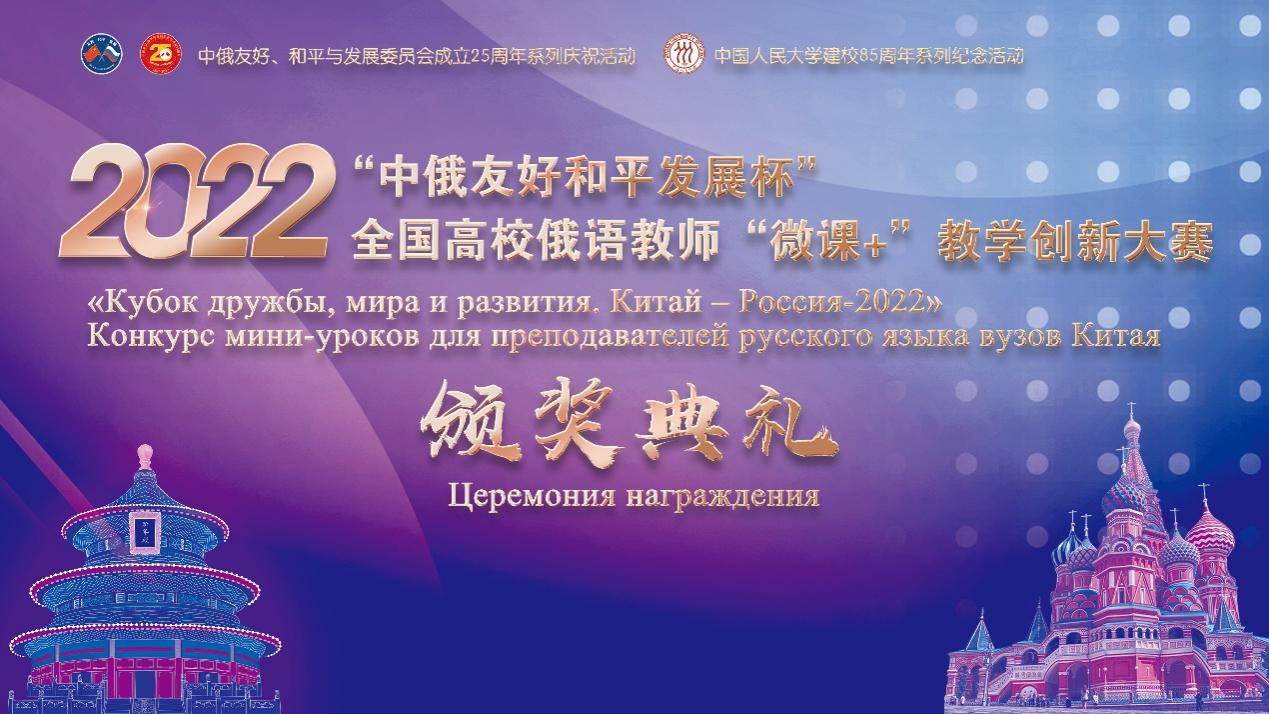 中俄友好、和平与发展委员会成立25周年系列庆祝活动 中国人民大学建校85周年系列纪念活动
2022 “中俄友好和平发展杯”
全国高校俄语教师“微课+”教学创新大赛
«Кубок дружбы, мира и развития. Китай – Россия-2022»
Конкурс мини-уроков для преподавателей русского языка вузов Китая
颁奖典礼
Церемония награждения